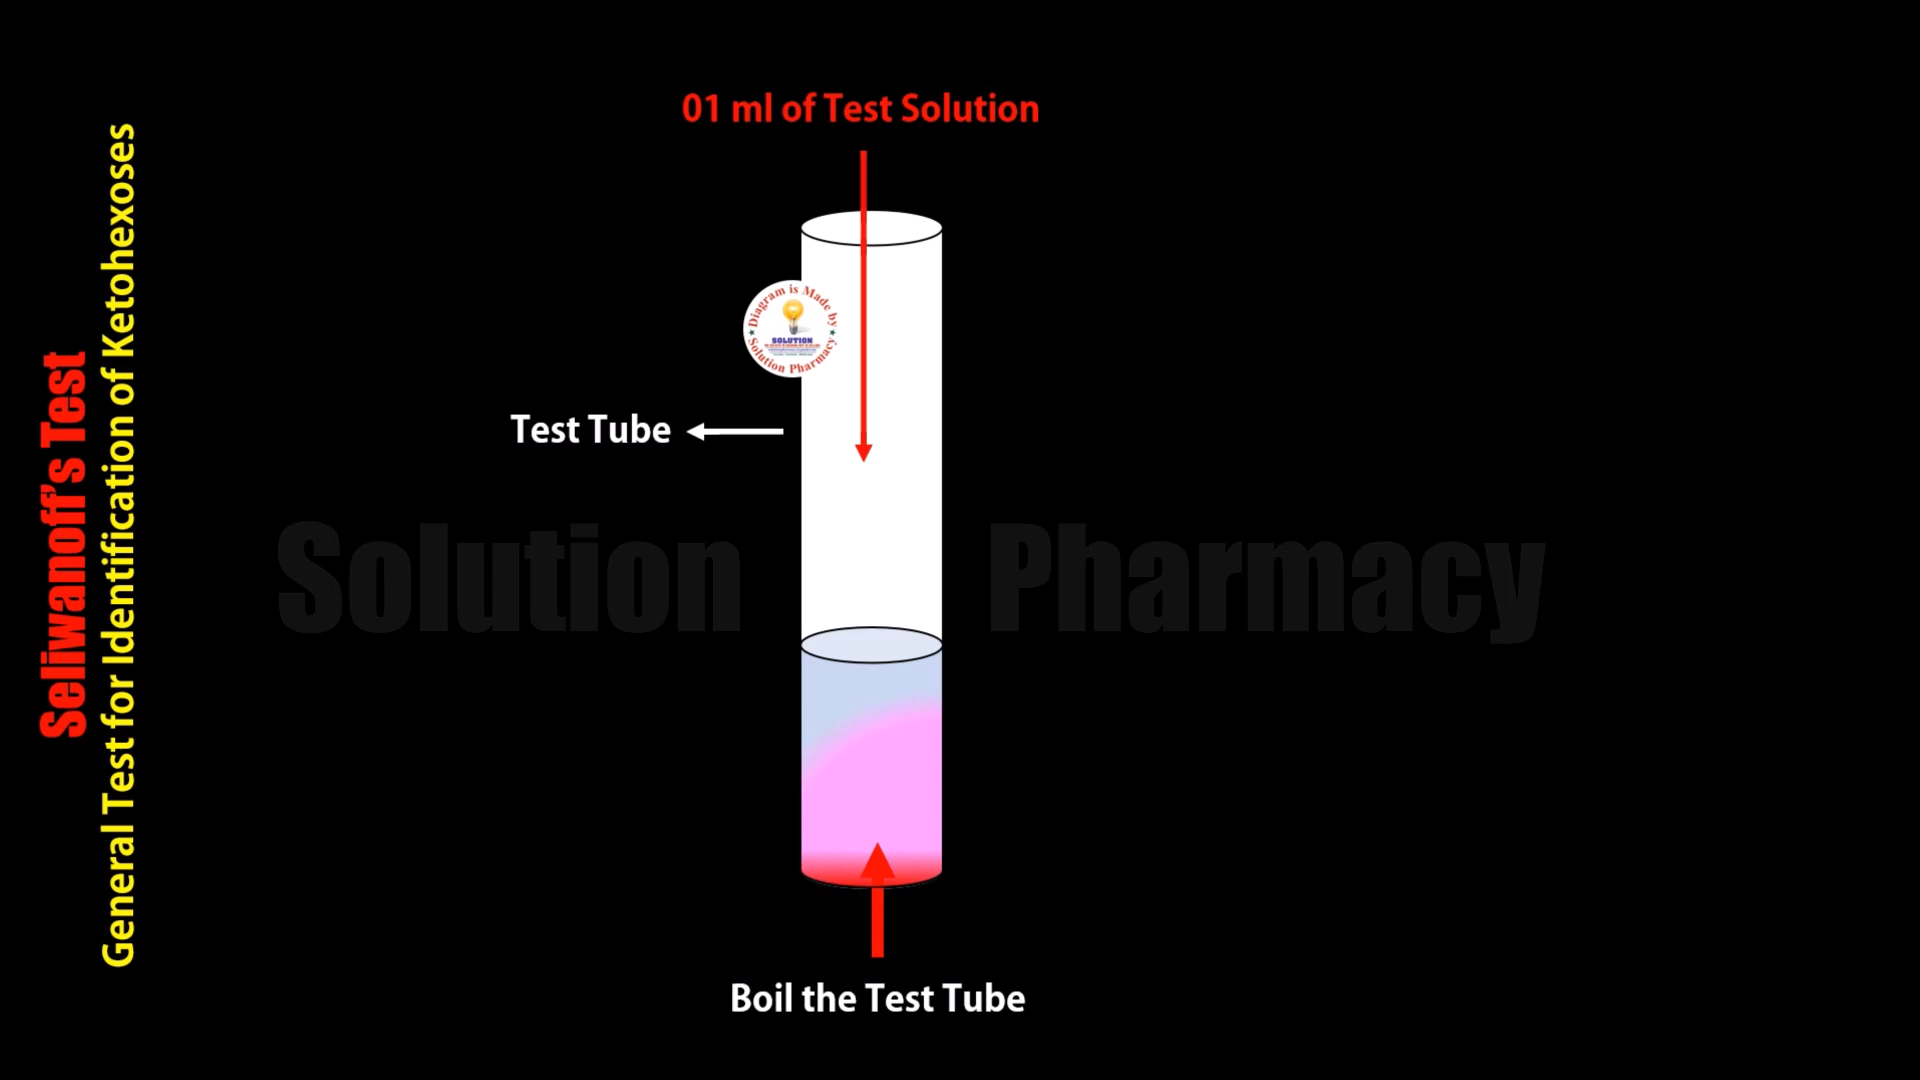 Seliwanoff's Test
General Test for Identification of Ketohexoses
01 ml of Test Solution
Diagram is Made by
SOLUTION
Solution Pharmacy
Test Tube
Solution Pharmacy
Boil the Test Tube